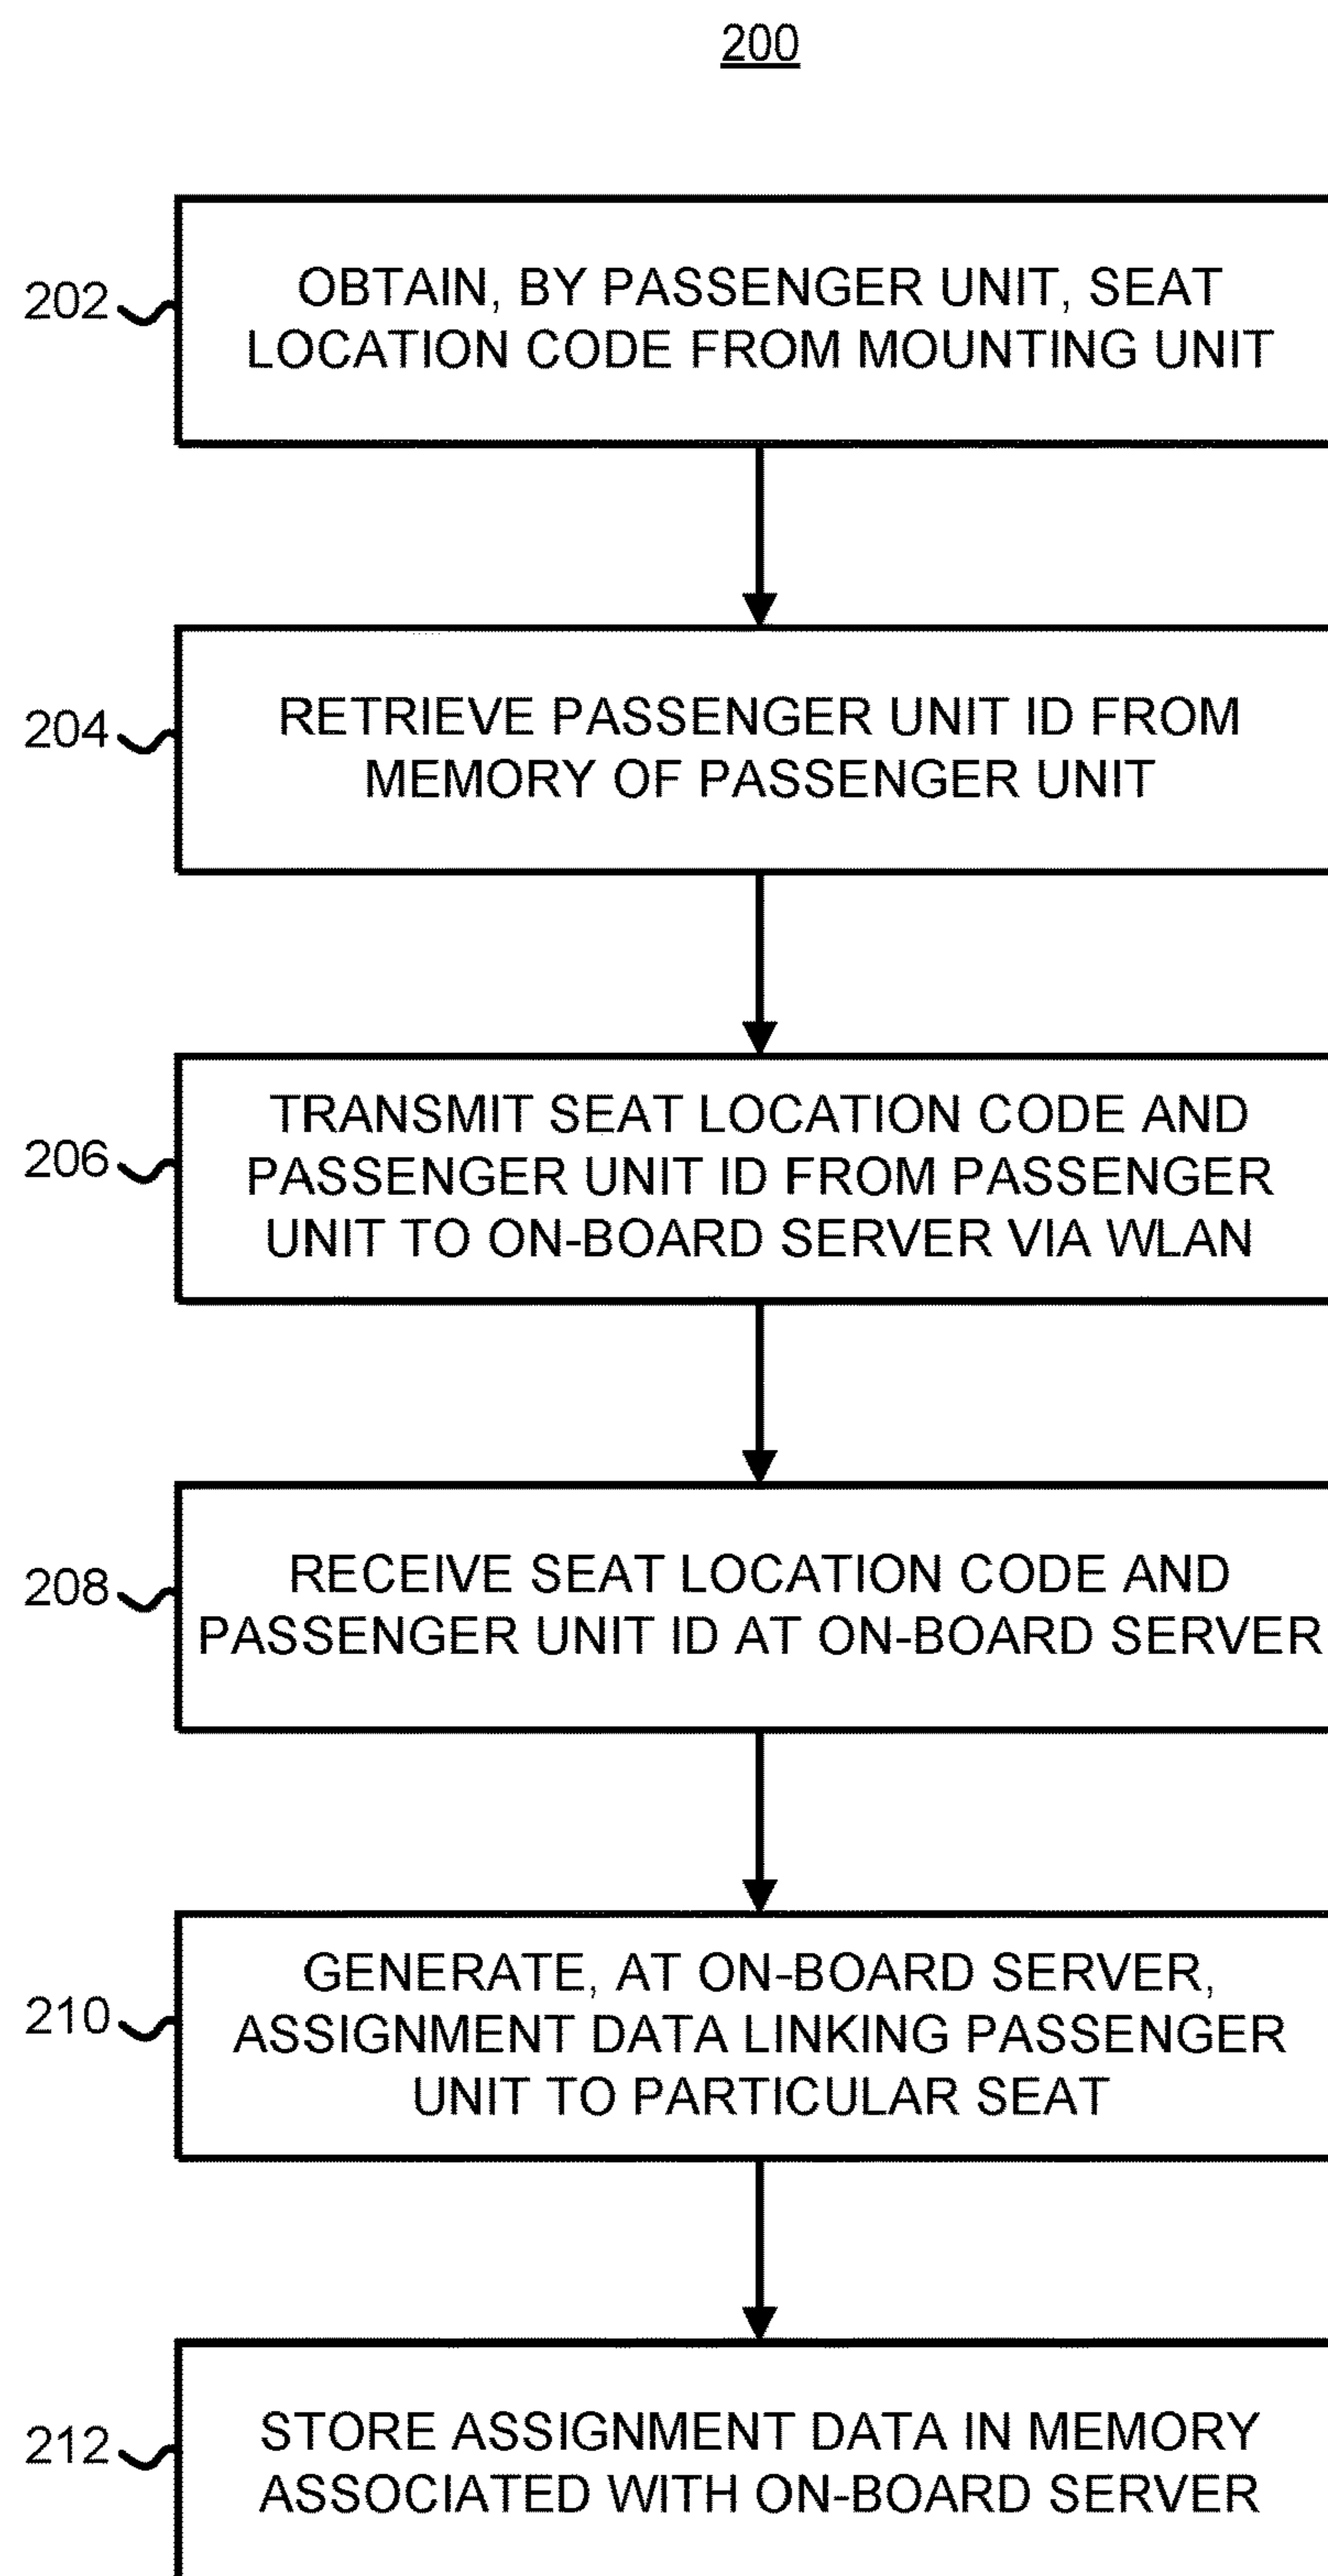 200
202
OBTAIN, BY PASSENGER UNIT, SEAT
LOCATION CODE FROM MOUNTING UNIT
204
RETRIEVE PASSENGER UNIT ID FROM
MEMORY OF PASSENGER UNIT
206
TRANSMIT SEAT LOCATION CODE AND
PASSENGER UNIT ID FROM PASSENGER
UNIT TO ON-BOARD SERVER VIA WLAN
208
RECEIVE SEAT LOCATION CODE AND
PASSENGER UNIT ID AT ON-BOARD SERVER
210
GENERATE, AT ON-BOARD SERVER,
ASSIGNMENT DATA LINKING PASSENGER
UNIT TO PARTICULAR SEAT
212
STORE ASSIGNMENT DATA IN MEMORY
ASSOCIATED WITH ON-BOARD SERVER